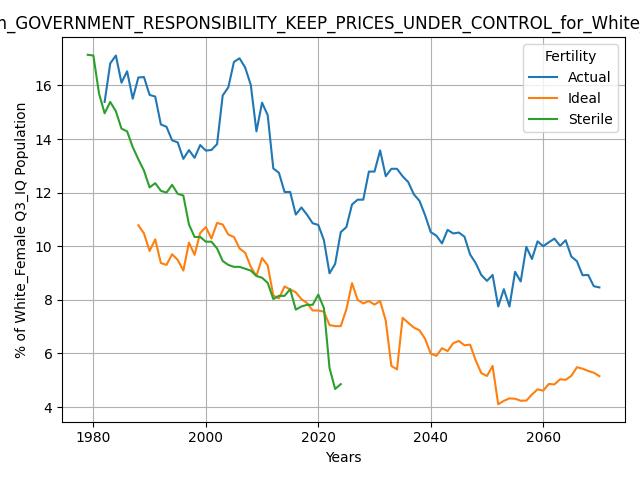 n_GOVERNMENT_RESPONSIBILITY_KEEP_PRICES_UNDER_CONTROL_for_White
Fertility
Actual
Ideal
Sterile
% of White_Female Q3_IQ Population
16
14
12
10
8
6
4
1980 2000 2020 2040 2060
Years